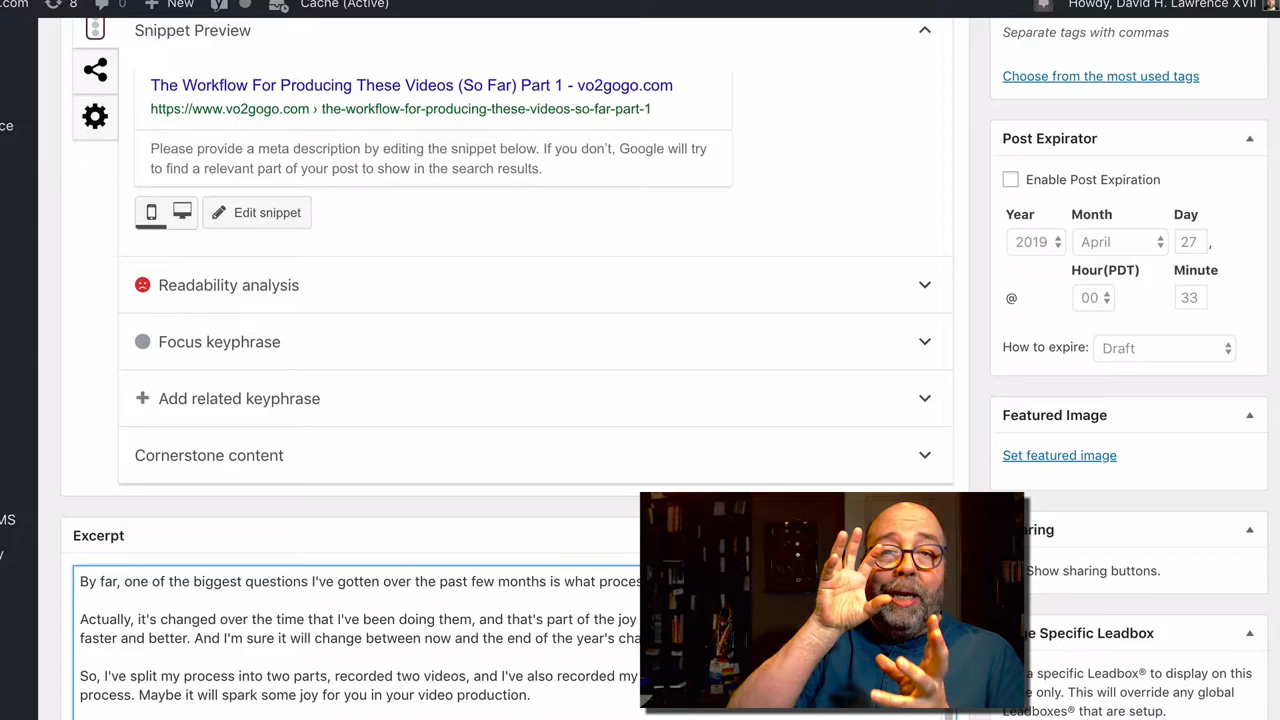 .com
8
0
New
Cache (Active)
Howdy, David H. Lawrence XVII
Snippet Preview
The Workflow For Producing These Videos (So Far) Part 1 - vo2gogo.com
https://www.vo2gogo.com › the-workflow-for-producing-these-videos-so-far-part-1
Please provide a meta description by editing the snippet below. If you don't, Google will try
to find a relevant part of your post to show in the search results.
Edit snippet
Readability analysis
Focus keyphrase
Add related keyphrase
Cornerstone content
Excerpt
By far, one of the biggest questions I've gotten over the past few months is what proces
Actually, it's changed over the time that I've been doing them, and that's part of the joy
faster and better. And I'm sure it will change between now and the end of the year's cha
So, I've split my process into two parts, recorded two videos, and I've also recorded my
process. Maybe it will spark some joy for you in your video production.
ce
MS
y
Separate tags with commas
Choose from the most used tags
Post Expirator
Enable Post Expiration
Year Month Day
2019 April 27 ,
Hour(PDT) Minute
@ 00 33
How to expire: Draft
Featured Image
Set featured image
ring
Show sharing buttons.
ge Specific Leadbox
a specific Leadbox® to display on this
e only. This will override any global
Leadboxes® that are setup.